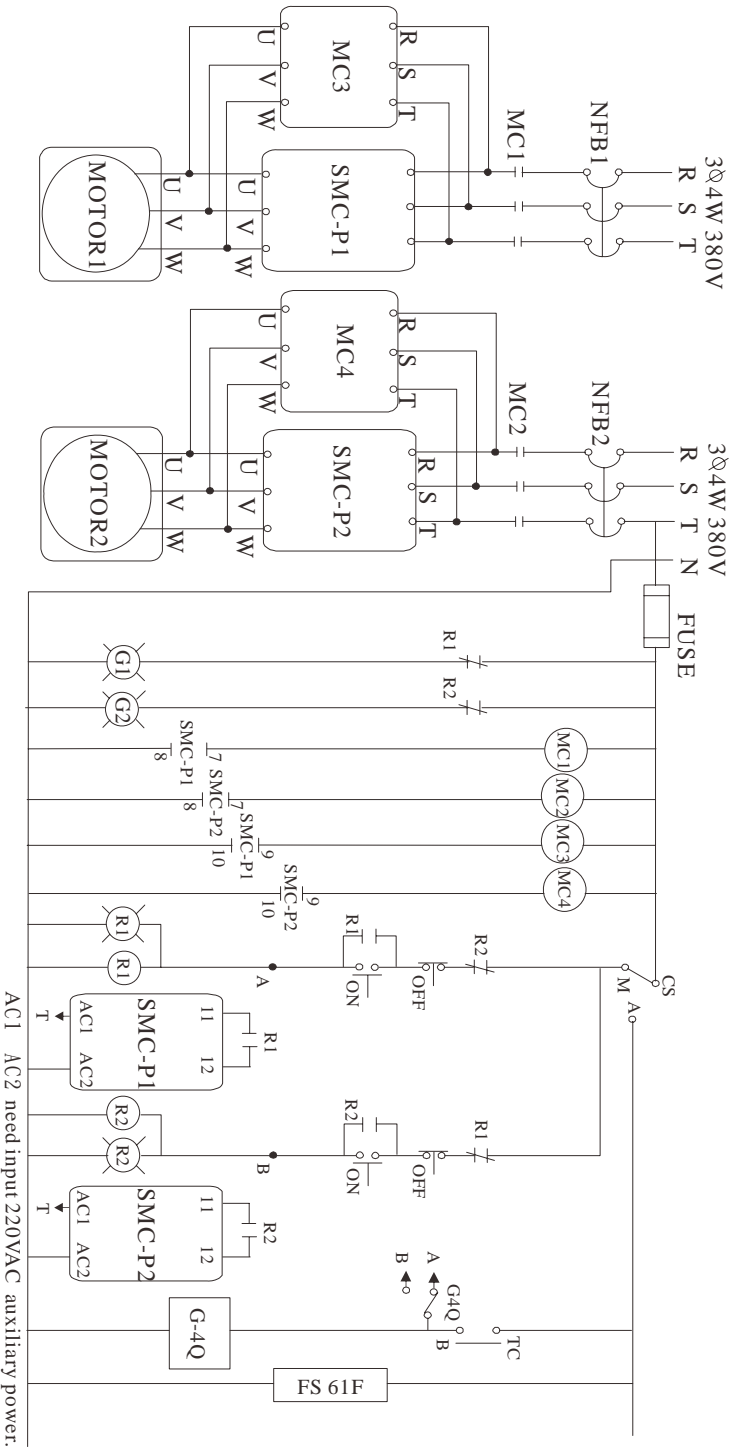 3∅4W 380V
R S T
NFB1
MC1
R S T
MC3
U V W
SMC-P1
U V W
U V W
MOTOR1
3∅4W 380V
R S T N
NFB2
MC2
R S T
MC4
U V W
R S T
SMC-P2
U V W
U V W
MOTOR2
FUSE
R1
G1
R2
G2
MC1
7
SMC-P1
8
MC2
7
SMC-P2
8
MC3
9
SMC-P1
10
MC4
9
SMC-P2
10
CS
M A
R2
OFF
R1
ON
A
R1
R1
R1
11 12
SMC-P1
AC1 AC2
T
R1
OFF
R2
ON
B
R2
R2
R2
11 12
SMC-P2
AC1 AC2
T
TC
B
G4Q
A
B
G-4Q
FS 61F
AC1 AC2 need input 220VAC auxiliary power.